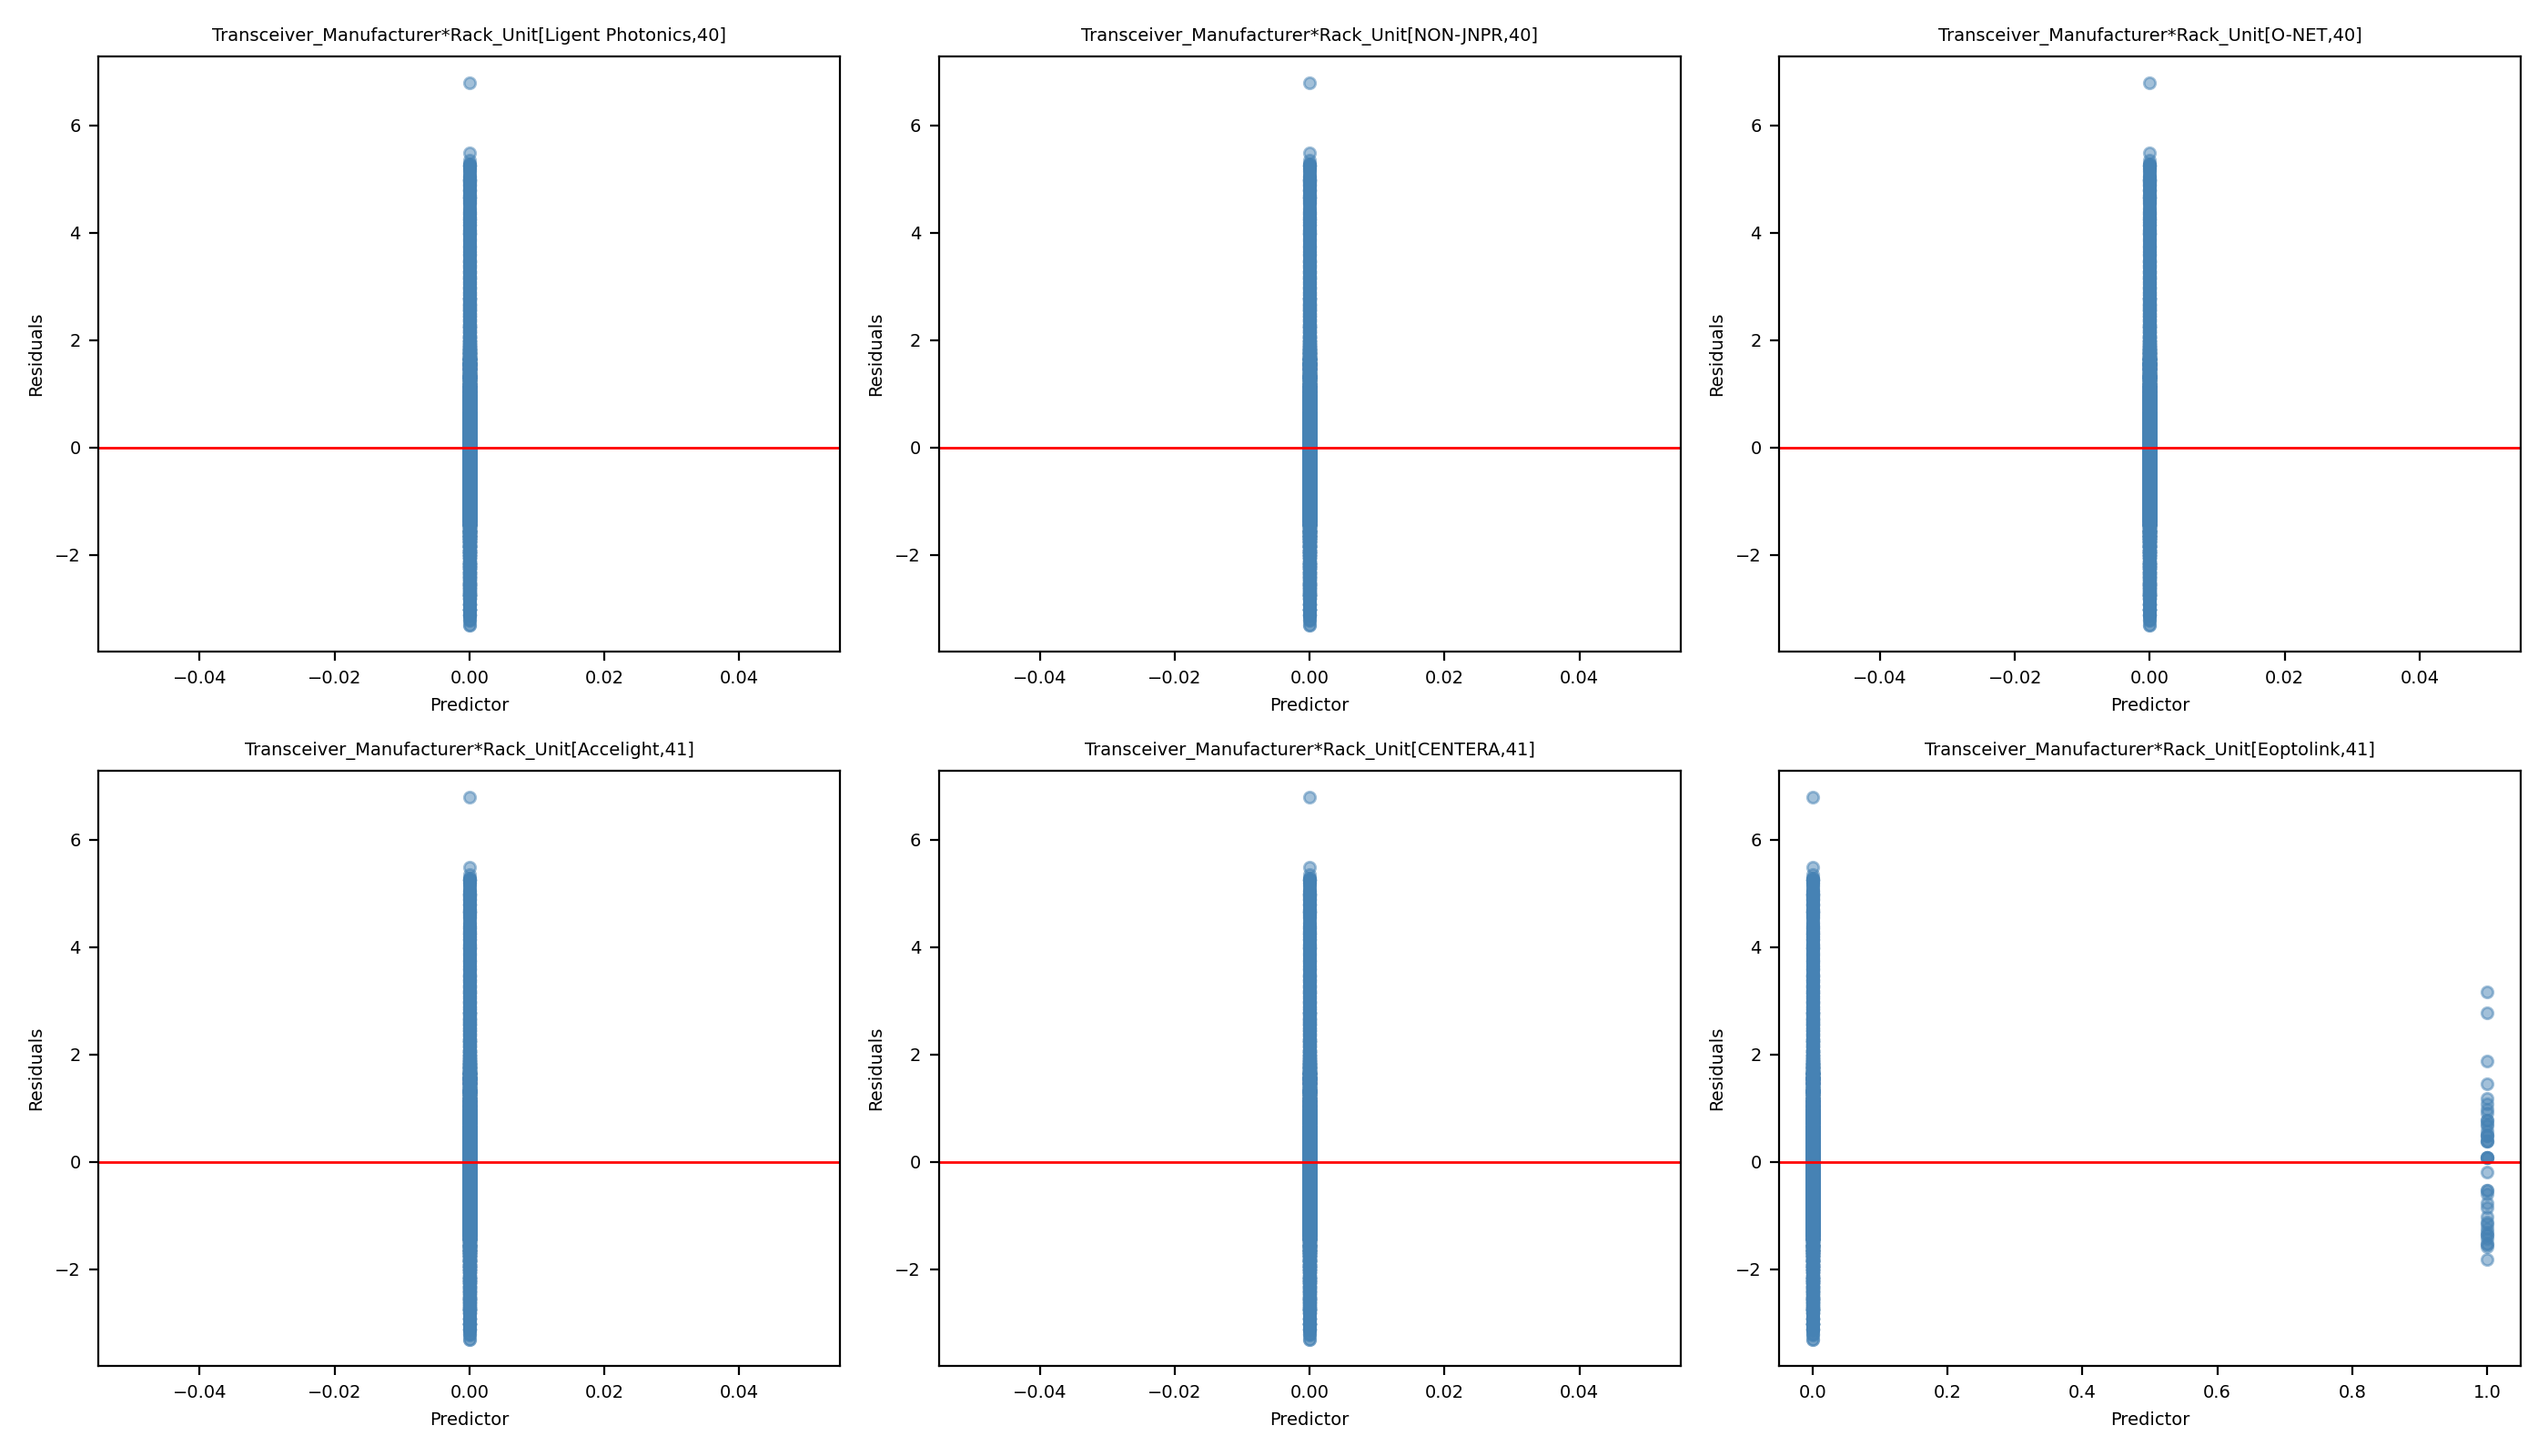 Transceiver_Manufacturer*Rack_Unit[Ligent Photonics,40]
Residuals
6
4
2
0
−2
−0.04 −0.02 0.00 0.02 0.04
Predictor
Transceiver_Manufacturer*Rack_Unit[NON-JNPR,40]
Residuals
6
4
2
0
−2
−0.04 −0.02 0.00 0.02 0.04
Predictor
Transceiver_Manufacturer*Rack_Unit[O-NET,40]
Residuals
6
4
2
0
−2
−0.04 −0.02 0.00 0.02 0.04
Predictor
Transceiver_Manufacturer*Rack_Unit[Accelight,41]
Residuals
6
4
2
0
−2
−0.04 −0.02 0.00 0.02 0.04
Predictor
Transceiver_Manufacturer*Rack_Unit[CENTERA,41]
Residuals
6
4
2
0
−2
−0.04 −0.02 0.00 0.02 0.04
Predictor
Transceiver_Manufacturer*Rack_Unit[Eoptolink,41]
Residuals
6
4
2
0
−2
0.0 0.2 0.4 0.6 0.8 1.0
Predictor